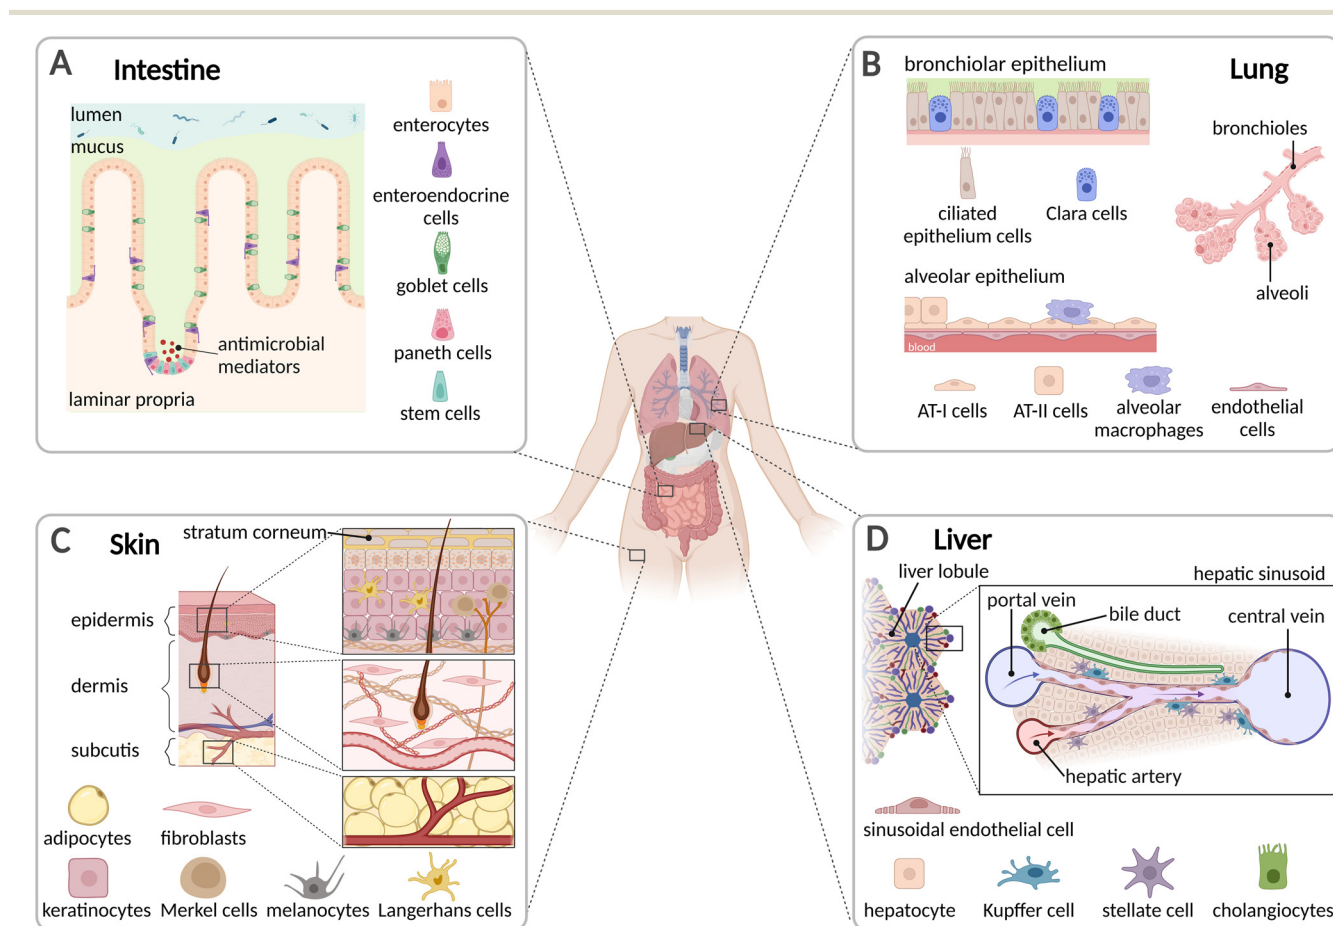 A
Intestine
lumen
mucus
antimicrobial
mediators
laminar propria
enterocytes
enteroendocrine
cells
goblet cells
paneth cells
stem cells
B
Lung
bronchiolar epithelium
ciliated
epithelium cells
Clara cells
bronchioles
alveoli
alveolar epithelium
blood
AT-I cells
AT-II cells
alveolar
macrophages
endothelial
cells
C
Skin
stratum corneum
epidermis
dermis
subcutis
adipocytes
fibroblasts
keratinocytes
Merkel cells
melanocytes
Langerhans cells
D
Liver
liver lobule
hepatic sinusoid
portal vein
bile duct
central vein
hepatic artery
sinusoidal endothelial cell
hepatocyte
Kupffer cell
stellate cell
cholangiocytes